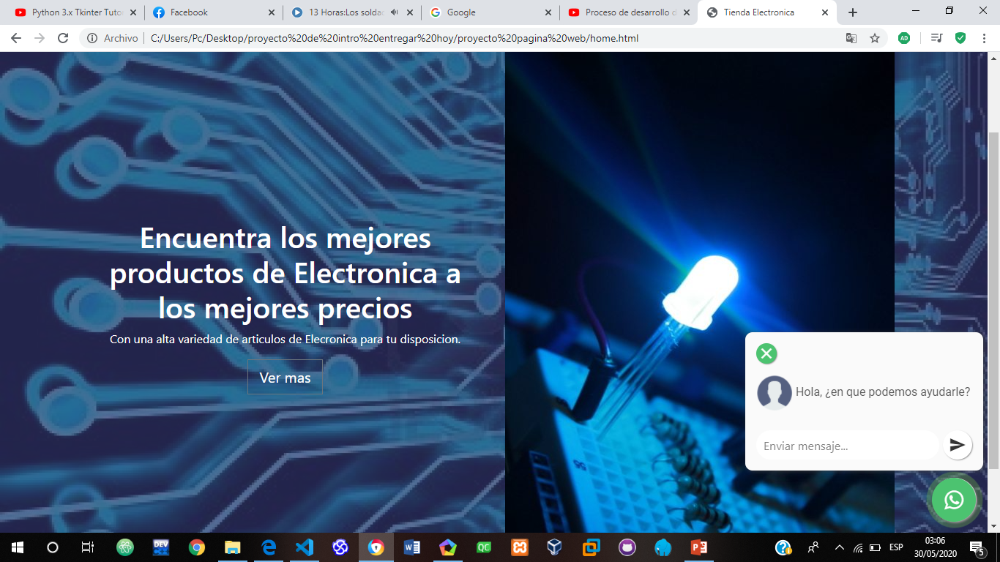 Python 3.x Tkinter Tuto
Facebook
13 Horas:Los soldad
Google
Proceso de desarrollo d
Tienda Electronica
Archivo
C:/Users/Pc/Desktop/proyecto%20de%20intro%20entregar%20hoy/proyecto%20pagina%20web/home.html
AD
Encuentra los mejores
productos de Electronica a
los mejores precios
Con una alta variedad de articulos de Elecronica para tu disposicion.
Ver mas
Hola, ¿en que podemos ayudarle?
Enviar mensaje...
DEV
QC
ESP
03:06
30/05/2020
5